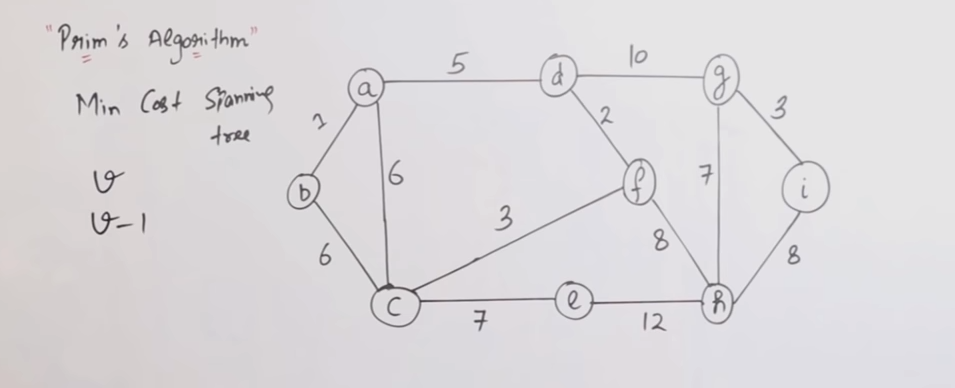 "Prim's Algorithm"
Min Cost Spanning
tree
v
v-1
a
5
d
10
g
1
6
2
3
b
f
7
i
3
6
8
8
c
7
e
12
h